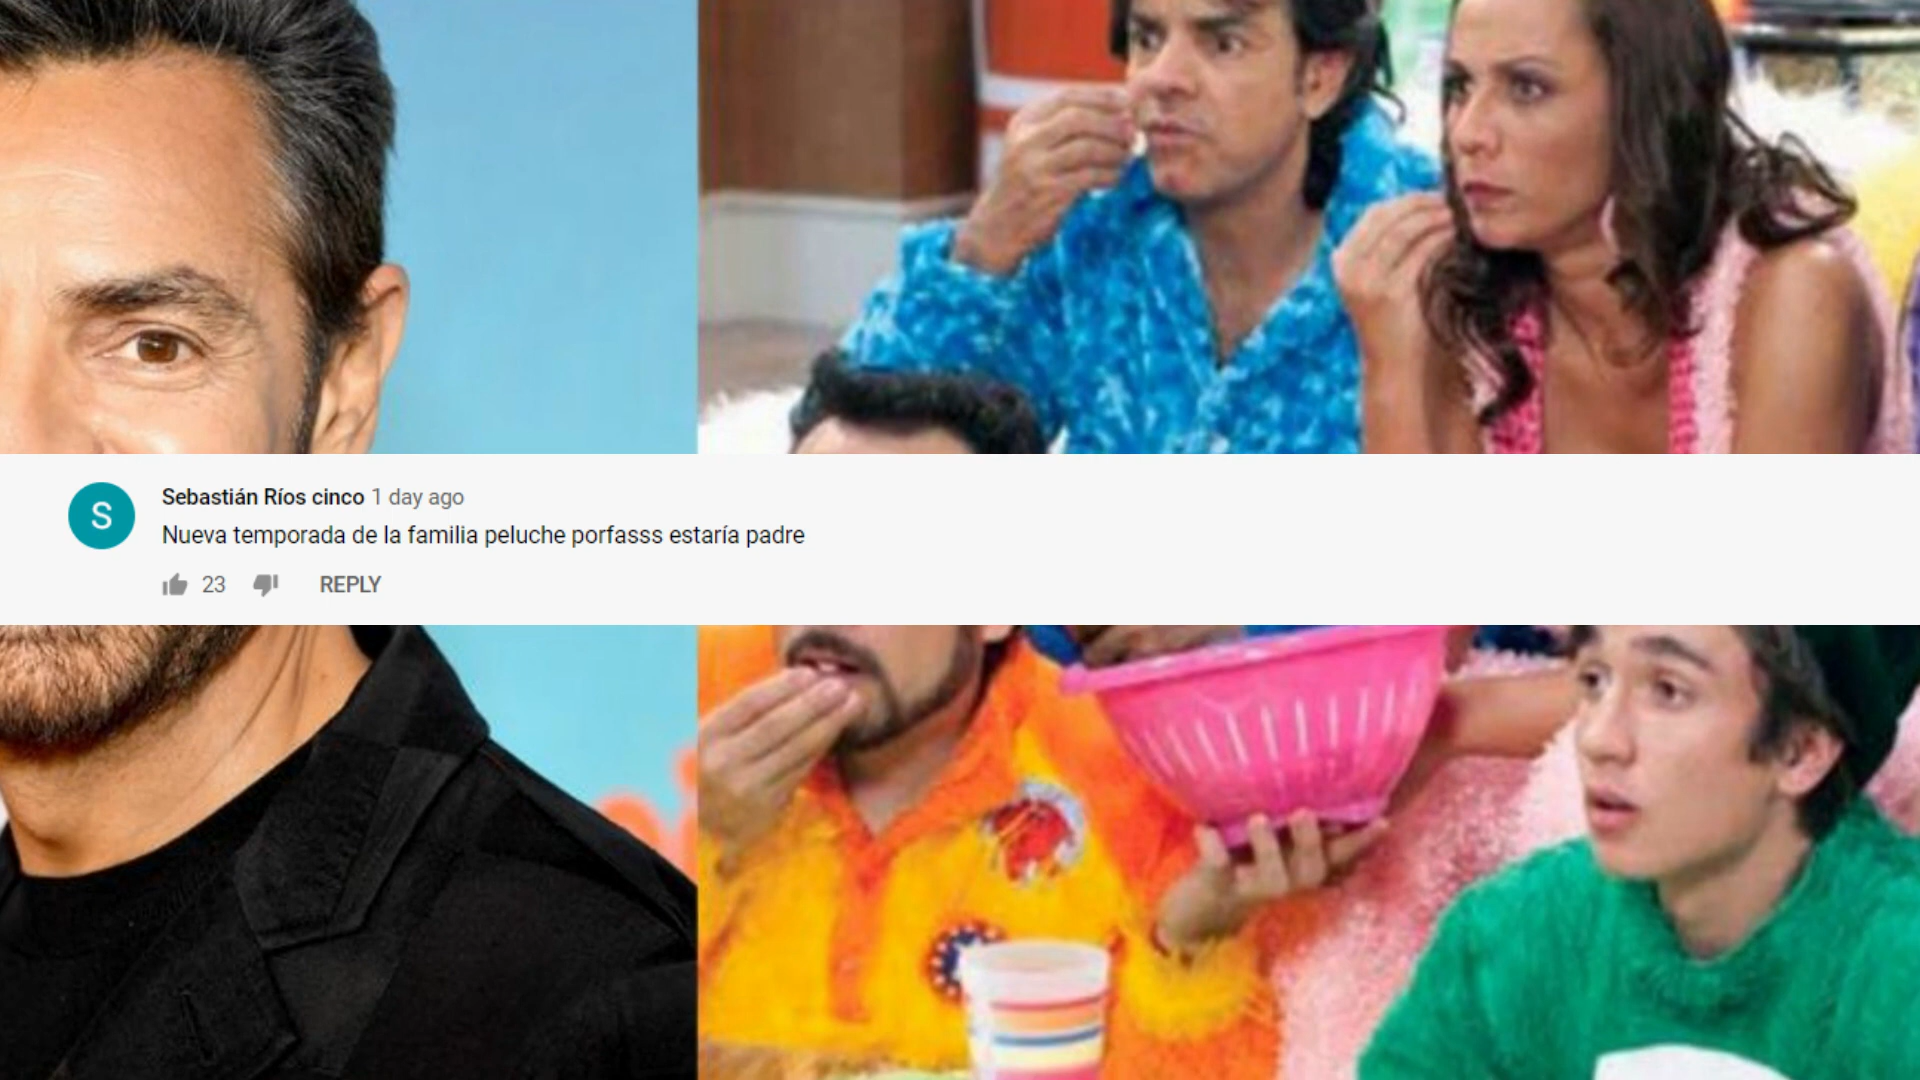 S
Sebastián Ríos cinco 1 day ago
Nueva temporada de la familia peluche porfasss estaría padre
23 REPLY